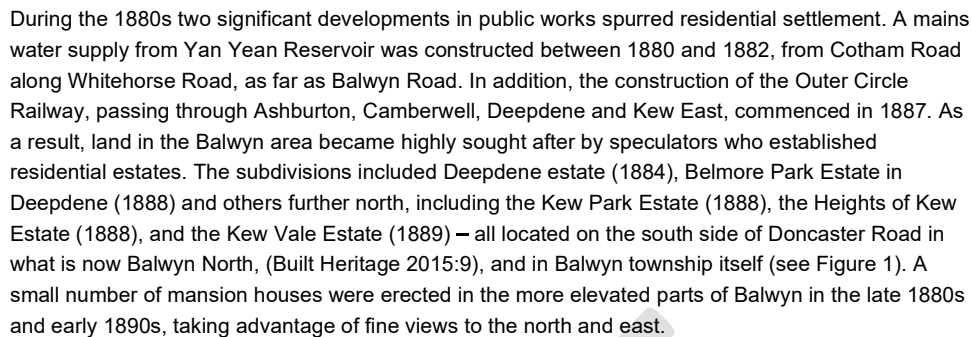 During the 1880s two significant developments in public works spurred residential settlement. A mains
water supply from Yan Yean Reservoir was constructed between 1880 and 1882, from Cotham Road
along Whitehorse Road, as far as Balwyn Road. In addition, the construction of the Outer Circle
Railway, passing through Ashburton, Camberwell, Deepdene and Kew East, commenced in 1887. As
a result, land in the Balwyn area became highly sought after by speculators who established
residential estates. The subdivisions included Deepdene estate (1884), Belmore Park Estate in
Deepdene (1888) and others further north, including the Kew Park Estate (1888), the Heights of Kew
Estate (1888), and the Kew Vale Estate (1889) – all located on the south side of Doncaster Road in
what is now Balwyn North, (Built Heritage 2015:9), and in Balwyn township itself (see Figure 1). A
small number of mansion houses were erected in the more elevated parts of Balwyn in the late 1880s
and early 1890s, taking advantage of fine views to the north and east.